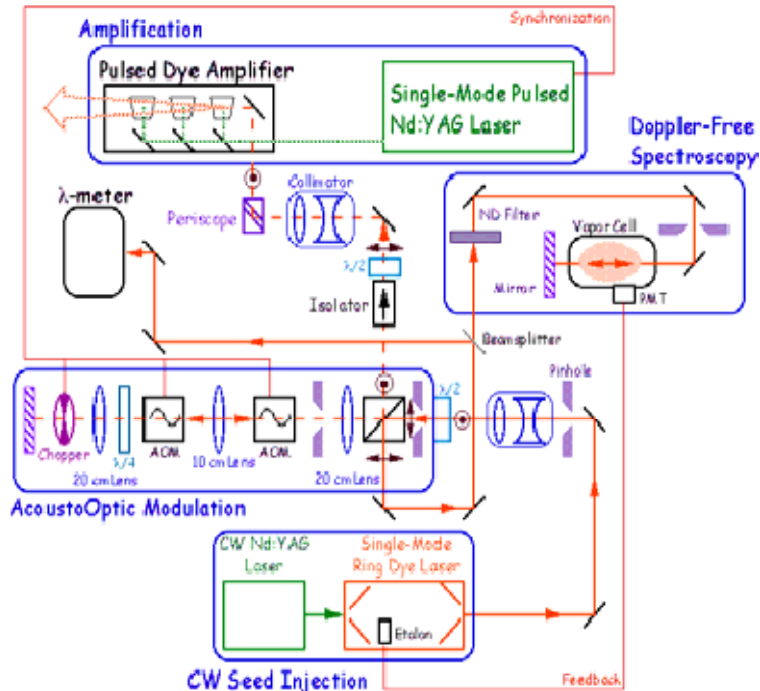 Synchronization
Amplification
Pulsed Dye Amplifier
Single-Mode Pulsed
Nd:YAG Laser
Doppler-Free
Spectroscopy
λ-meter
Periscope
Collimator
ND Filter
Vapor Cell
λ/2
Mirror
PMT
Isolator
Beamsplitter
Pinhole
λ/2
Chopper
λ/4
AOM
10 cm Lens
AOM
20 cm Lens
20 cm Lens
AcoustoOptic Modulation
CW Nd:YAG
Laser
Single-Mode
Ring Dye Laser
Etalon
CW Seed Injection
Feedback